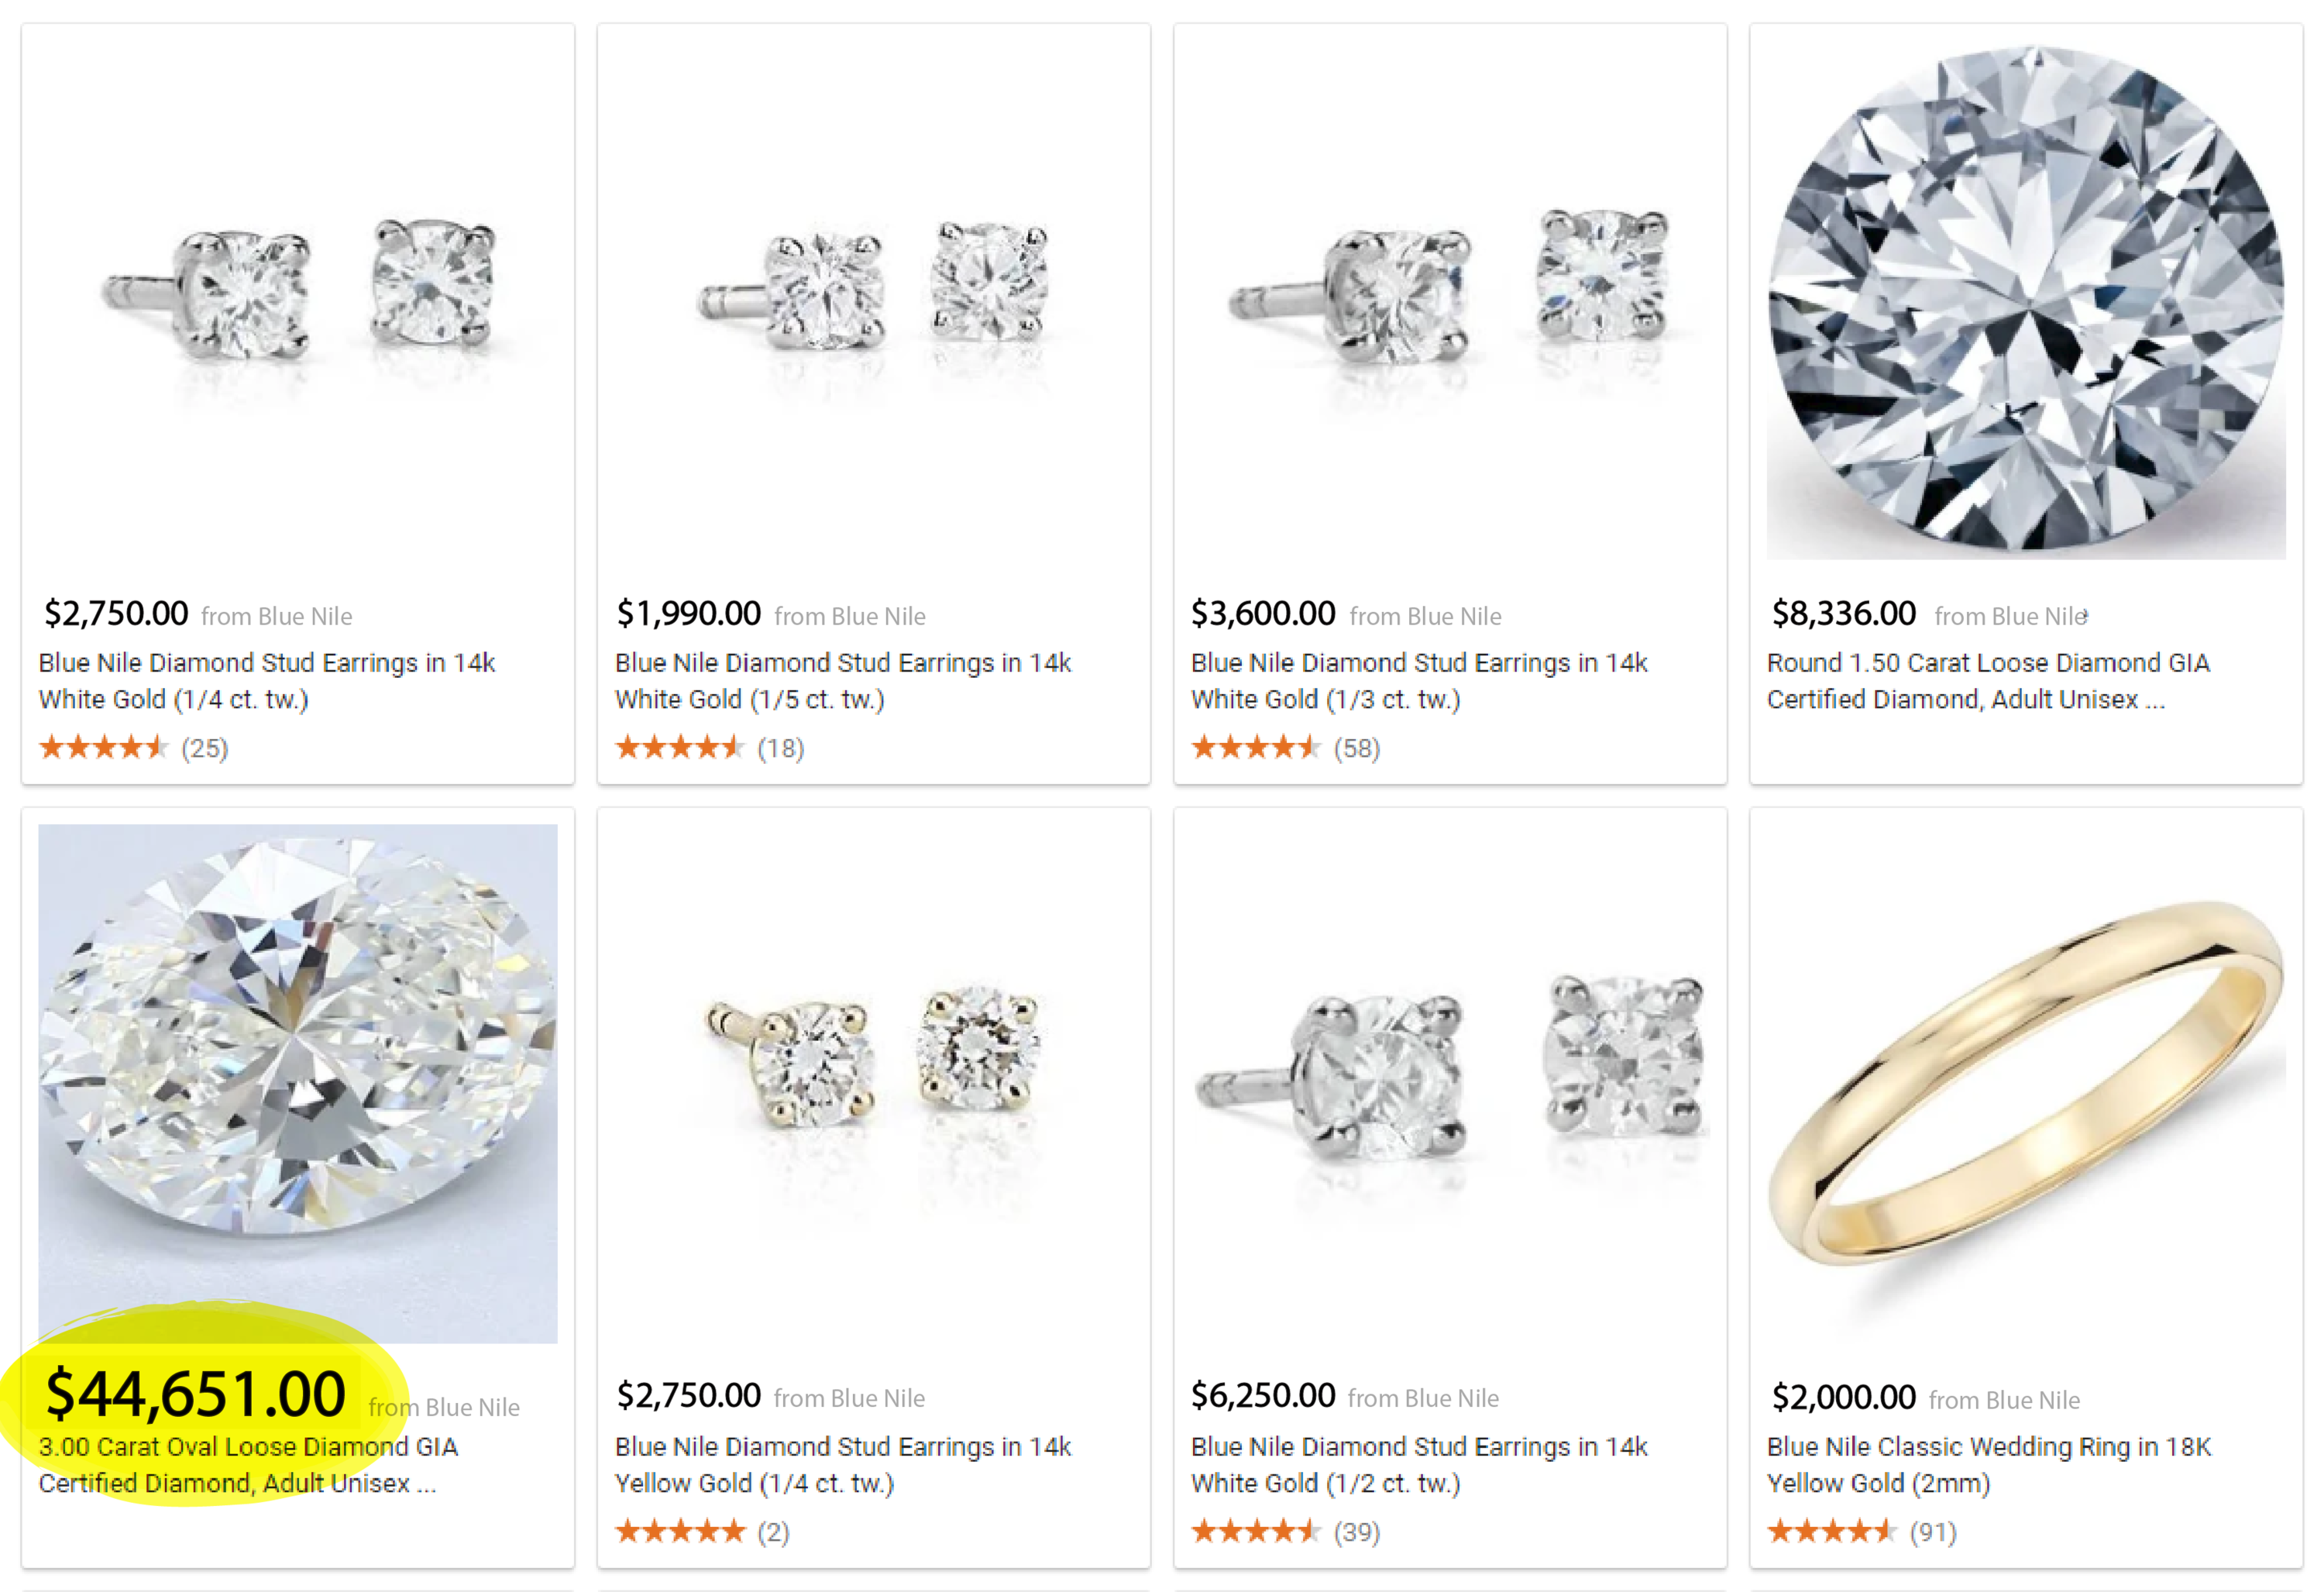 $2,750.00 from Blue Nile
Blue Nile Diamond Stud Earrings in 14k
White Gold (1/4 ct. tw.)
(25)
$1,990.00 from Blue Nile
Blue Nile Diamond Stud Earrings in 14k
White Gold (1/5 ct. tw.)
(18)
$3,600.00 from Blue Nile
Blue Nile Diamond Stud Earrings in 14k
White Gold (1/3 ct. tw.)
(58)
$8,336.00 from Blue Nile
Round 1.50 Carat Loose Diamond GIA
Certified Diamond, Adult Unisex ...
$44,651.00 from Blue Nile
3.00 Carat Oval Loose Diamond GIA
Certified Diamond, Adult Unisex ...
$2,750.00 from Blue Nile
Blue Nile Diamond Stud Earrings in 14k
Yellow Gold (1/4 ct. tw.)
(2)
$6,250.00 from Blue Nile
Blue Nile Diamond Stud Earrings in 14k
White Gold (1/2 ct. tw.)
(39)
$2,000.00 from Blue Nile
Blue Nile Classic Wedding Ring in 18K
Yellow Gold (2mm)
(91)